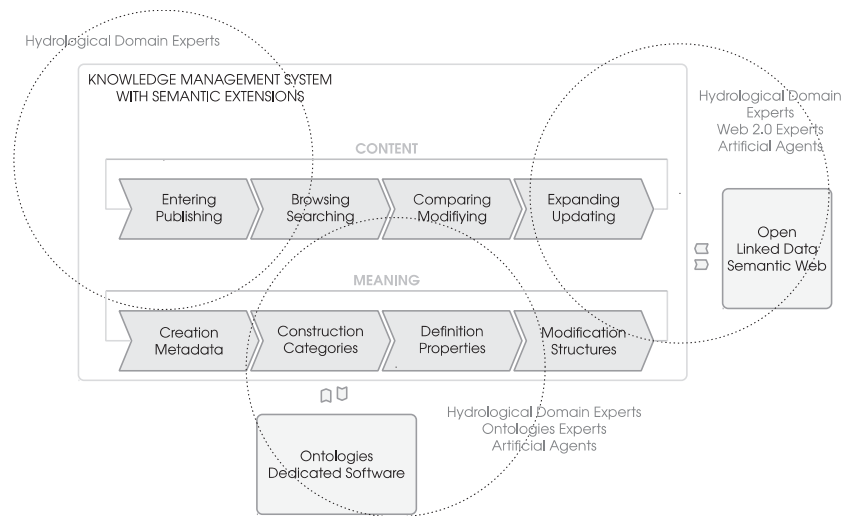 Hydrological Domain Experts
KNOWLEDGE MANAGEMENT SYSTEM
WITH SEMANTIC EXTENSIONS
CONTENT
Entering
Publishing
Browsing
Searching
Comparing
Modifiying
Expanding
Updating
Hydrological Domain
Experts
Web 2.0 Experts
Artificial Agents
Open
Linked Data
Semantic Web
MEANING
Creation
Metadata
Construction
Categories
Definition
Properties
Modification
Structures
Hydrological Domain Experts
Ontologies Experts
Artificial Agents
Ontologies
Dedicated Software